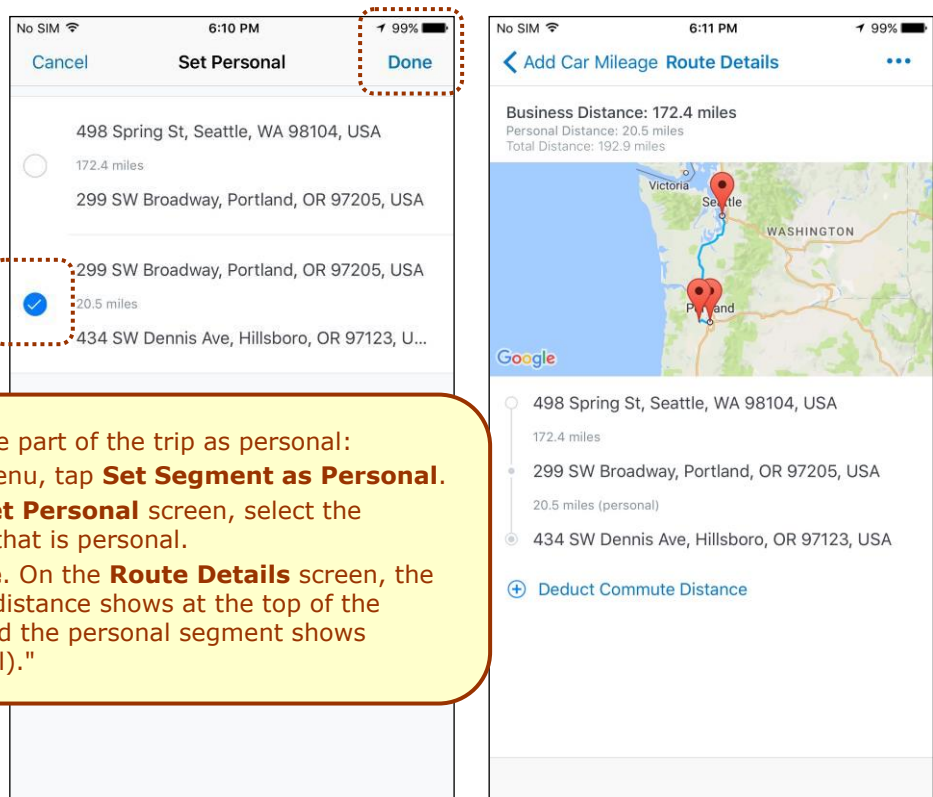 No SIM 6:10 PM 99%
Cancel Set Personal Done
498 Spring St, Seattle, WA 98104, USA
172.4 miles
299 SW Broadway, Portland, OR 97205, USA
299 SW Broadway, Portland, OR 97205, USA
20.5 miles
434 SW Dennis Ave, Hillsboro, OR 97123, U...
part of the trip as personal:
tap Set Segment as Personal.
Personal screen, select the
that is personal.
On the Route Details screen, the
distance shows at the top of the
the personal segment shows
No SIM 6:11 PM 99%
Add Car Mileage Route Details
Business Distance: 172.4 miles
Personal Distance: 20.5 miles
Total Distance: 192.9 miles
Victoria
Seattle
WASHINGTON
Portland
Google
498 Spring St, Seattle, WA 98104, USA
172.4 miles
299 SW Broadway, Portland, OR 97205, USA
20.5 miles (personal)
434 SW Dennis Ave, Hillsboro, OR 97123, USA
Deduct Commute Distance